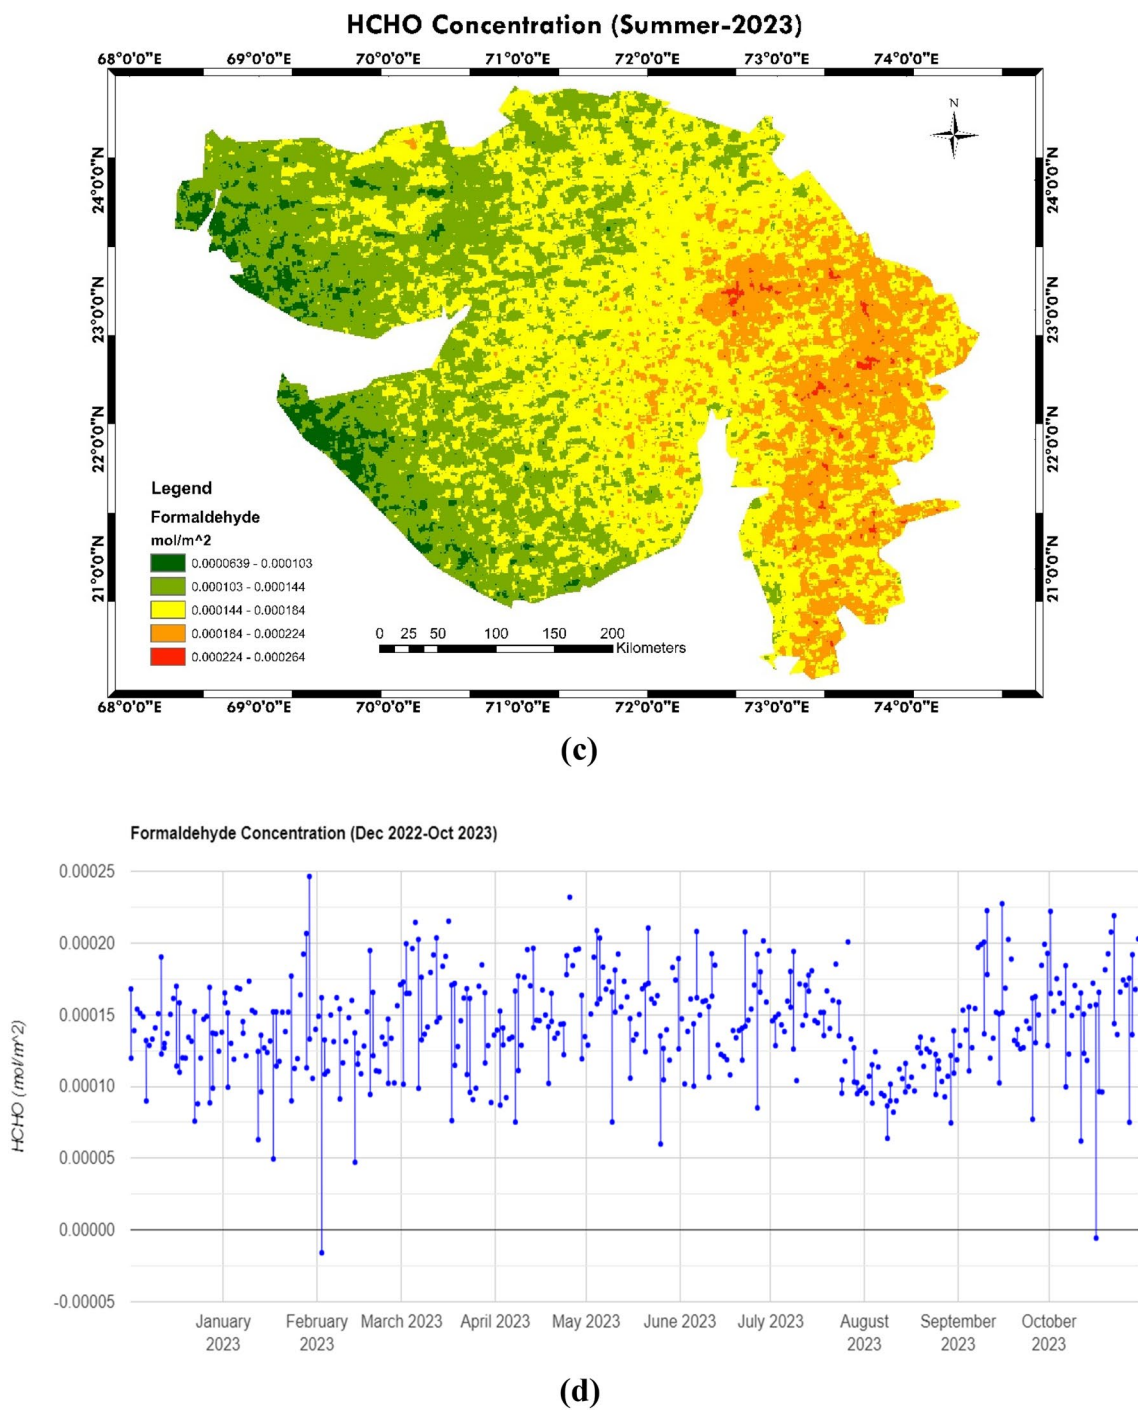 HCHO Concentration (Summer-2023)
68°0'0"E 69°0'0"E 70°0'0"E 71°0'0"E 72°0'0"E 73°0'0"E 74°0'0"E
N
24°0'0"N 24°0'0"N
23°0'0"N 23°0'0"N
22°0'0"N 22°0'0"N
21°0'0"N 21°0'0"N
Legend
Formaldehyde
mol/m^2
0.0000639 - 0.000103
0.000103 - 0.000144
0.000144 - 0.000184
0.000184 - 0.000224
0.000224 - 0.000264
0 25 50 100 150 200
Kilometers
68°0'0"E 69°0'0"E 70°0'0"E 71°0'0"E 72°0'0"E 73°0'0"E 74°0'0"E
(c)
Formaldehyde Concentration (Dec 2022-Oct 2023)
HCHO ( mol/m^2)
0.00025
0.00020
0.00015
0.00010
0.00005
0.00000
-0.00005
January 2023
February 2023
March 2023
April 2023
May 2023
June 2023
July 2023
August 2023
September 2023
October 2023
(d)